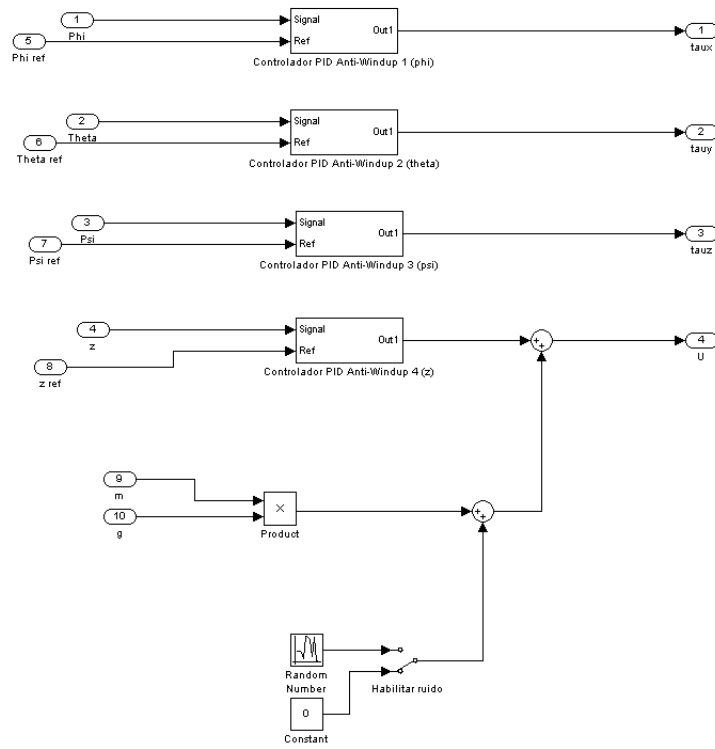 1
Phi
5
Phi ref
Signal
Ref
Out1
Controlador PID Anti-Windup 1 (phi)
1
taux
2
Theta
6
Theta ref
Signal
Ref
Out1
Controlador PID Anti-Windup 2 (theta)
2
tauy
3
Psi
7
Psi ref
Signal
Ref
Out1
Controlador PID Anti-Windup 3 (psi)
3
tauz
4
z
8
z ref
Signal
Ref
Out1
Controlador PID Anti-Windup 4 (z)
+
+
4
U
9
m
10
g
×
Product
+
+
Random
Number
Habilitar ruido
0
Constant